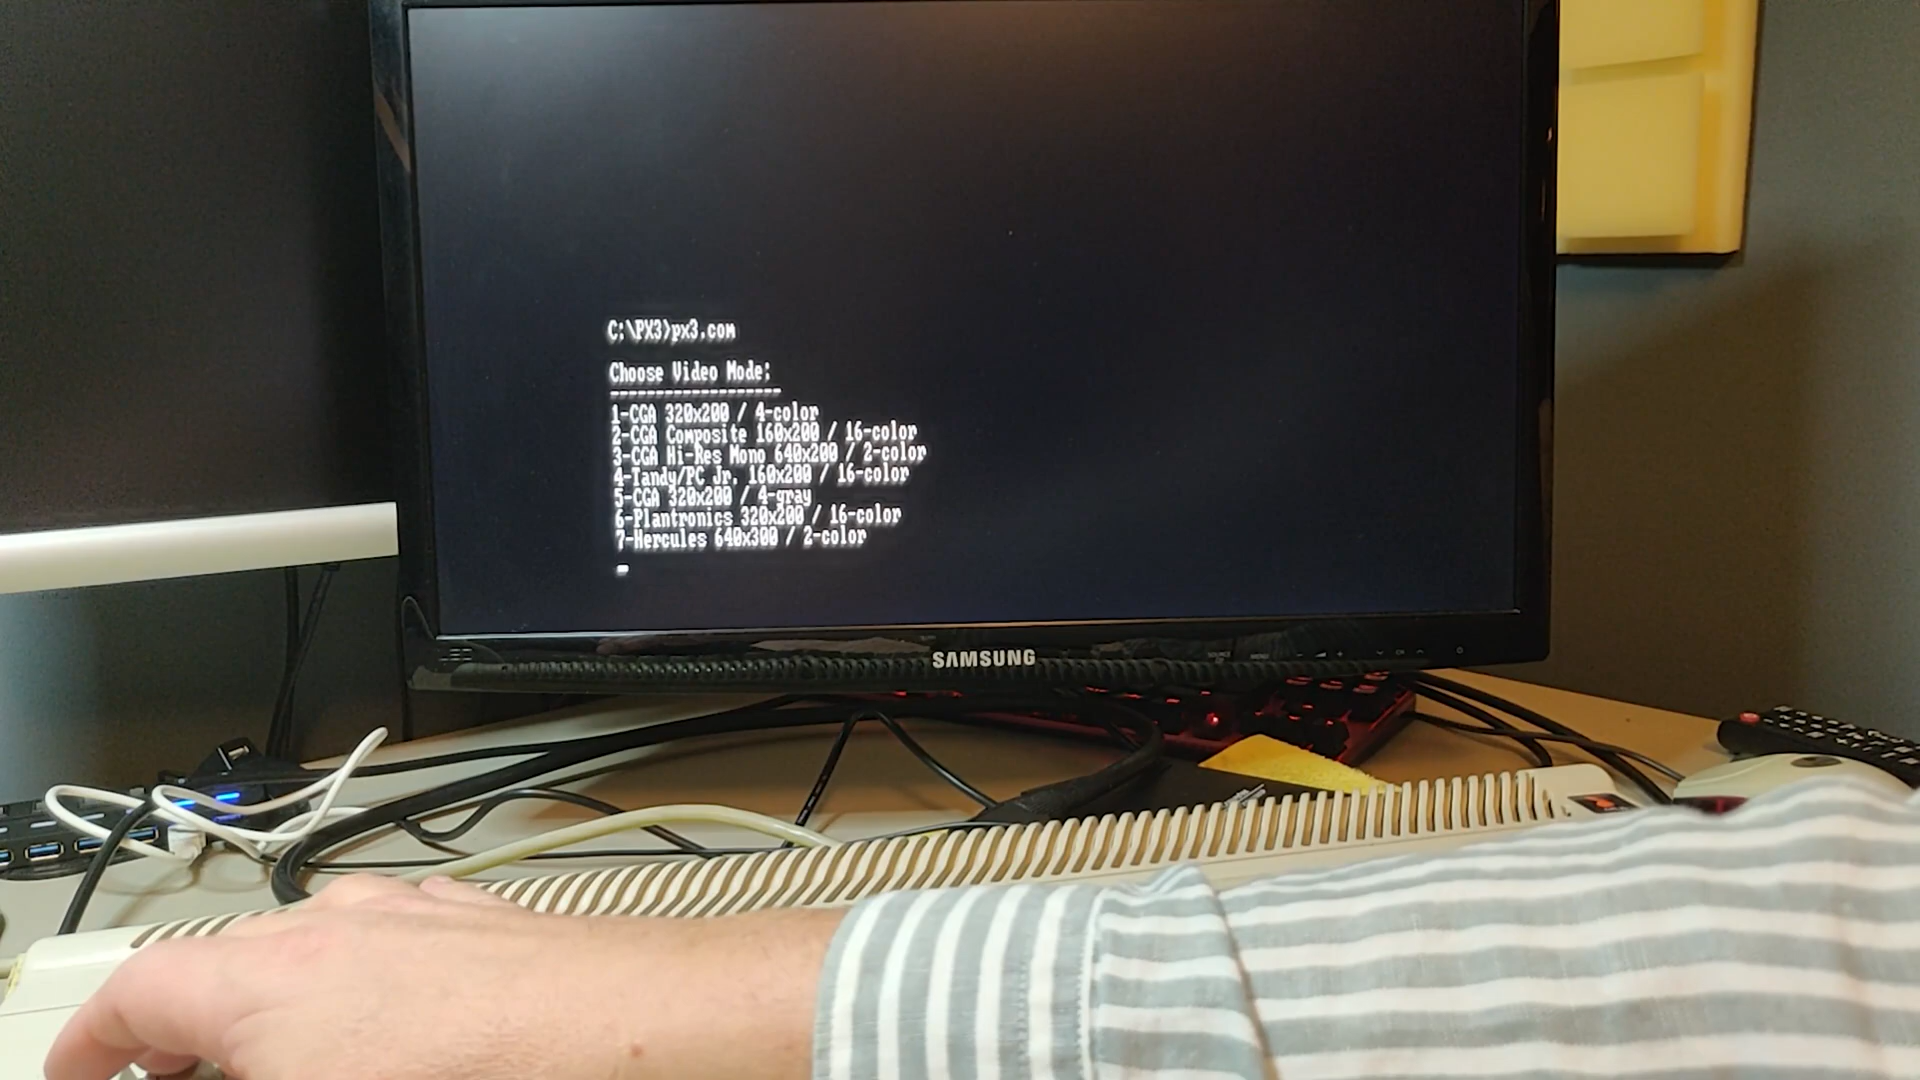 C:\PX3>px3.com
Choose Video Mode:
-------------------
1-CGA 320x200 / 4-color
2-CGA Composite 160x200 / 16-color
3-CGA Hi-Res Mono 640x200 / 2-color
4-Tandy/PC Jr. 160x200 / 16-color
5-CGA 320x200 / 4-gray
6-Plantronics 320x200 / 16-color
7-Hercules 640x300 / 2-color
SAMSUNG